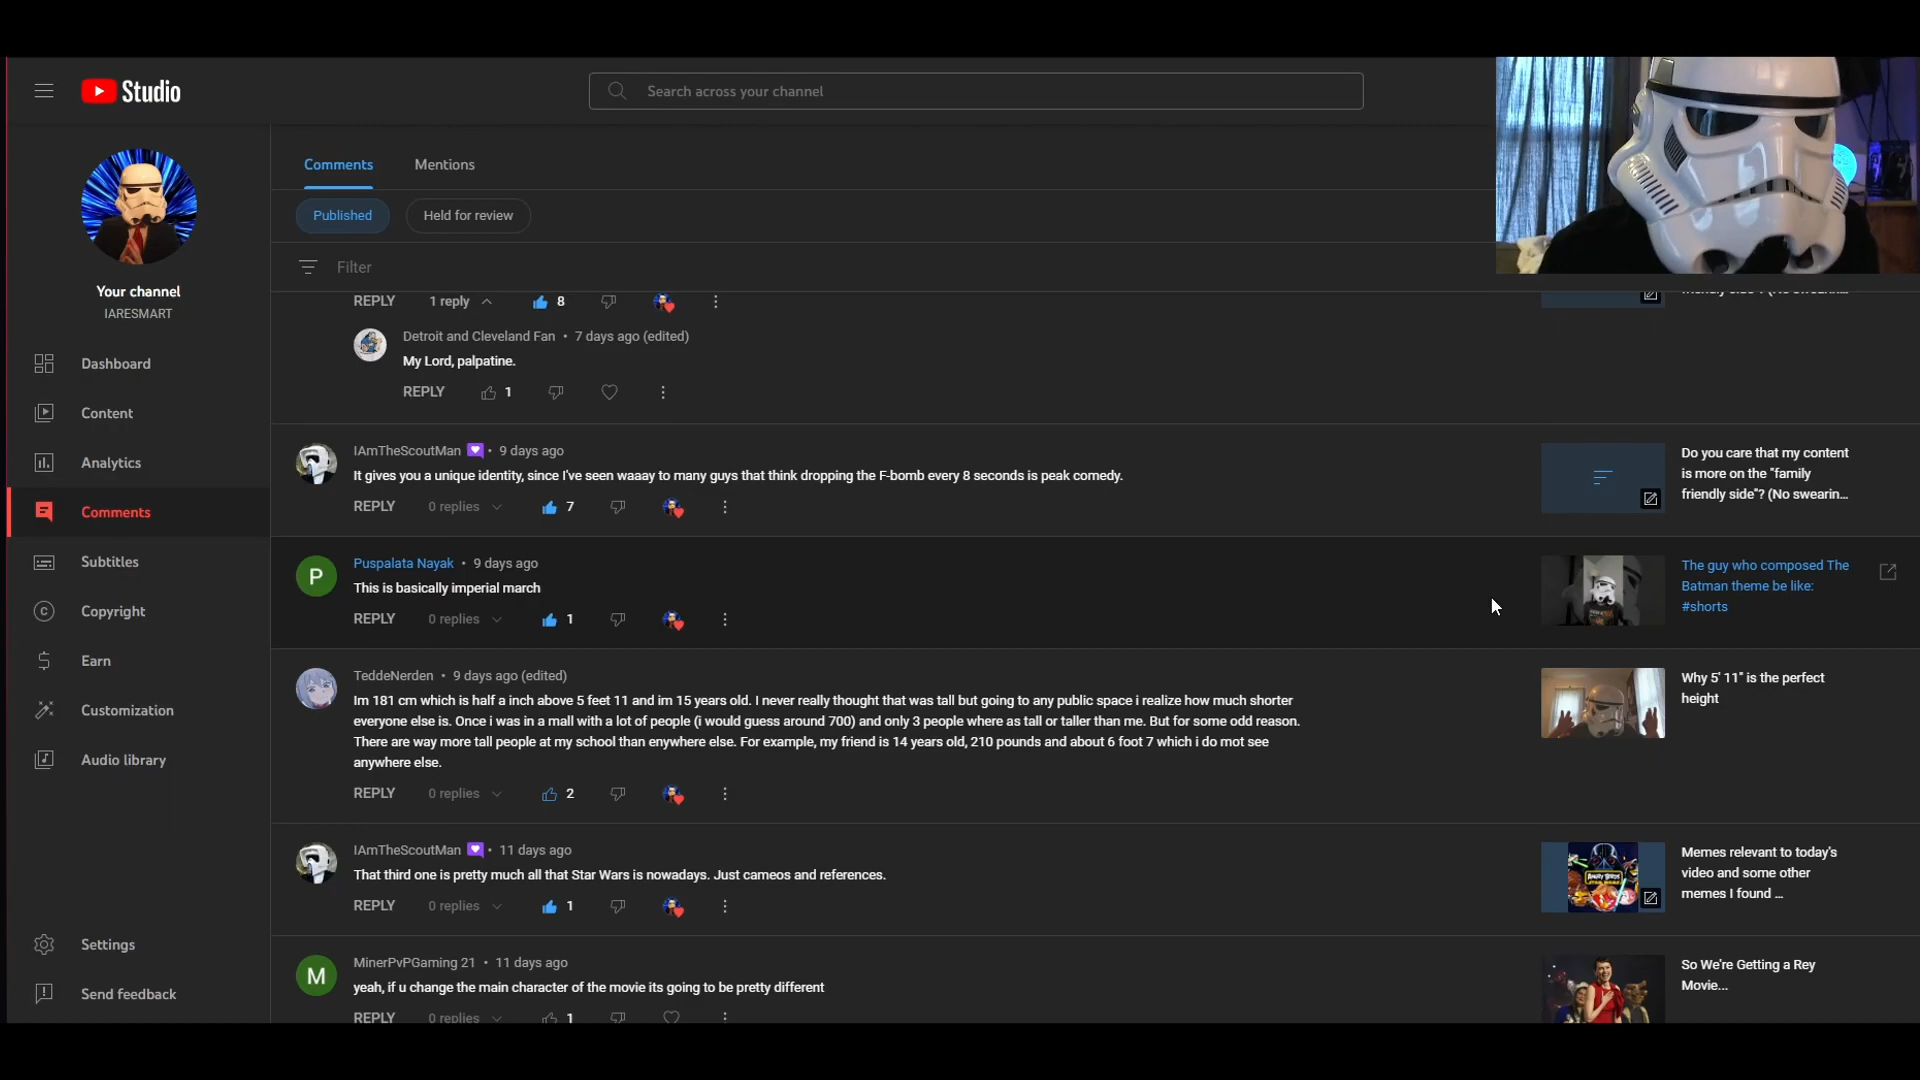 Studio
Search across your channel
Your channel
IARESMART
Dashboard
Content
Analytics
Comments
Subtitles
Copyright
Earn
Customization
Audio library
Settings
Send feedback
Comments
Mentions
Published
Held for review
Filter
REPLY 1 reply 8
Detroit and Cleveland Fan • 7 days ago (edited)
My Lord, palpatine.
REPLY 1
IAmTheScoutMan • 9 days ago
It gives you a unique identity, since I've seen waaay to many guys that think dropping the F-bomb every 8 seconds is peak comedy.
REPLY 0 replies 7
Do you care that my content
is more on the "family
friendly side"? (No swearin...
P
Puspalata Nayak • 9 days ago
This is basically imperial march
REPLY 0 replies 1
The guy who composed The
Batman theme be like:
#shorts
TeddeNerden • 9 days ago (edited)
Im 181 cm which is half a inch above 5 feet 11 and im 15 years old. I never really thought that was tall but going to any public space i realize how much shorter
everyone else is. Once i was in a mall with a lot of people (i would guess around 700) and only 3 people where as tall or taller than me. But for some odd reason.
There are way more tall people at my school than enywhere else. For example, my friend is 14 years old, 210 pounds and about 6 foot 7 which i do mot see
anywhere else.
REPLY 0 replies 2
Why 5' 11" is the perfect
height
IAmTheScoutMan • 11 days ago
That third one is pretty much all that Star Wars is nowadays. Just cameos and references.
REPLY 0 replies 1
ANGRY BIRDS
STAR WARS
Memes relevant to today's
video and some other
memes I found ...
M
MinerPvPGaming 21 • 11 days ago
yeah, if u change the main character of the movie its going to be pretty different
REPLY 0 replies 1
So We're Getting a Rey
Movie...